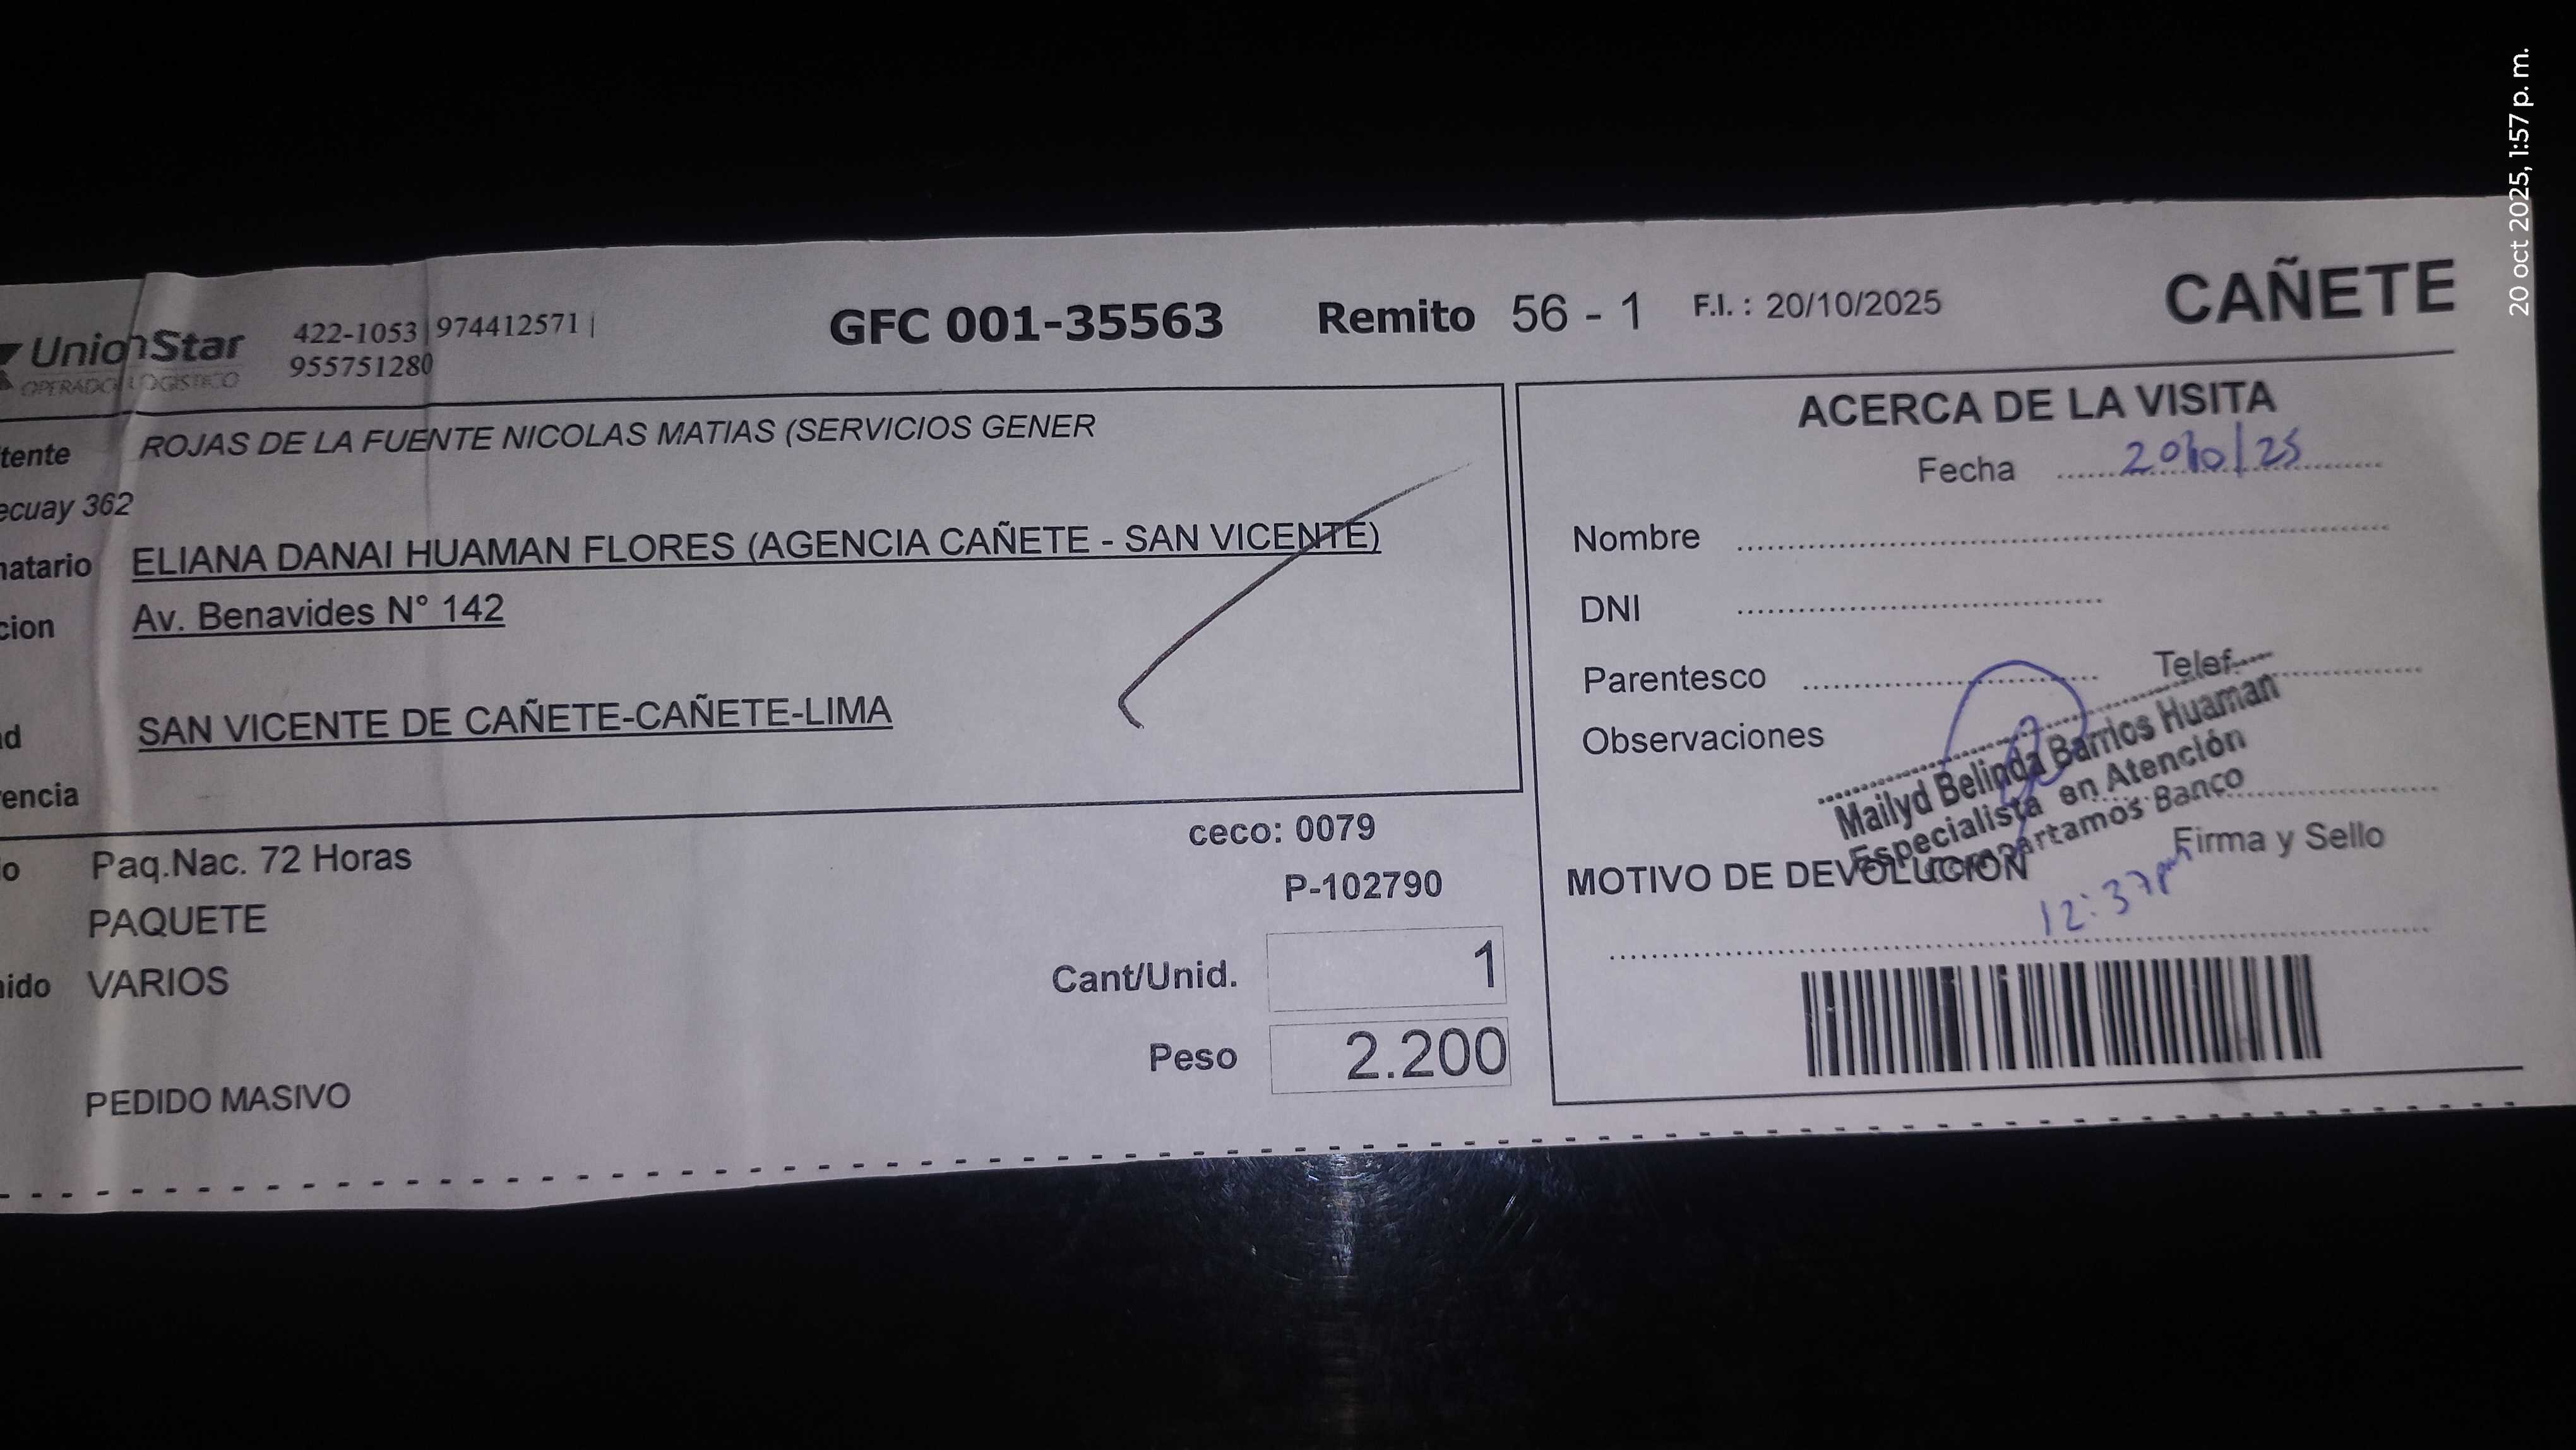 20 oct 2025, 1:57 p. m.
UnionStar
OPERADO LOGISTICO
422-1053 | 974412571 |
955751280
GFC 001-35563
Remito 56 - 1
F.I. : 20/10/2025
CAÑETE
tente ROJAS DE LA FUENTE NICOLAS MATIAS (SERVICIOS GENER
ecuay 362
natario ELIANA DANAI HUAMAN FLORES (AGENCIA CAÑETE - SAN VICENTE)
cion Av. Benavides N° 142
d SAN VICENTE DE CAÑETE-CAÑETE-LIMA
encia
ceco: 0079
o Paq.Nac. 72 Horas
P-102790
PAQUETE
nido VARIOS
Cant/Unid. 1
Peso 2.200
PEDIDO MASIVO
ACERCA DE LA VISITA
Fecha 20/10/25
Nombre
DNI
Parentesco
Telef
Observaciones
Mailyd Belinda Barrios Huaman
Especialista en Atención
Compartamos Banco
Firma y Sello
MOTIVO DE DEVOLUCION
12:37pm